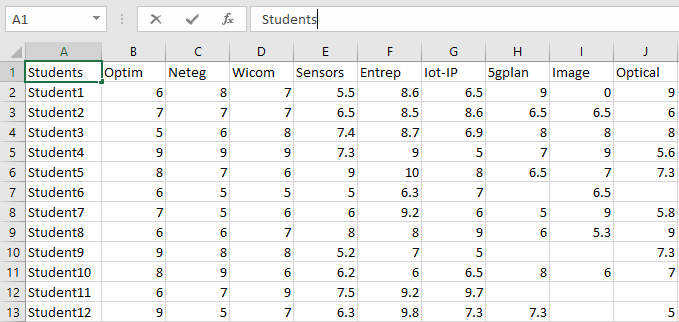 A1 fx Students
A B C D E F G H I J
1 Students Optim Neteg Wicom Sensors Entrep Iot-IP 5gplan Image Optical
2 Student1 6 8 7 5.5 8.6 6.5 9 0 9
3 Student2 7 7 7 6.5 8.5 8.6 6.5 6.5 6
4 Student3 5 6 8 7.4 8.7 6.9 8 8 8
5 Student4 9 9 9 7.3 9 5 7 9 5.6
6 Student5 8 7 6 9 10 8 6.5 7 7.3
7 Student6 6 5 5 5 6.3 7 6.5
8 Student7 7 5 6 6 9.2 6 5 9 5.8
9 Student8 6 6 7 8 8 9 6 5.3 9
10 Student9 9 8 8 5.2 7 5 7.3
11 Student10 8 9 6 6.2 6 6.5 8 6 7
12 Student11 6 7 9 7.5 9.2 9.7
13 Student12 9 5 7 6.3 9.8 7.3 7.3 5